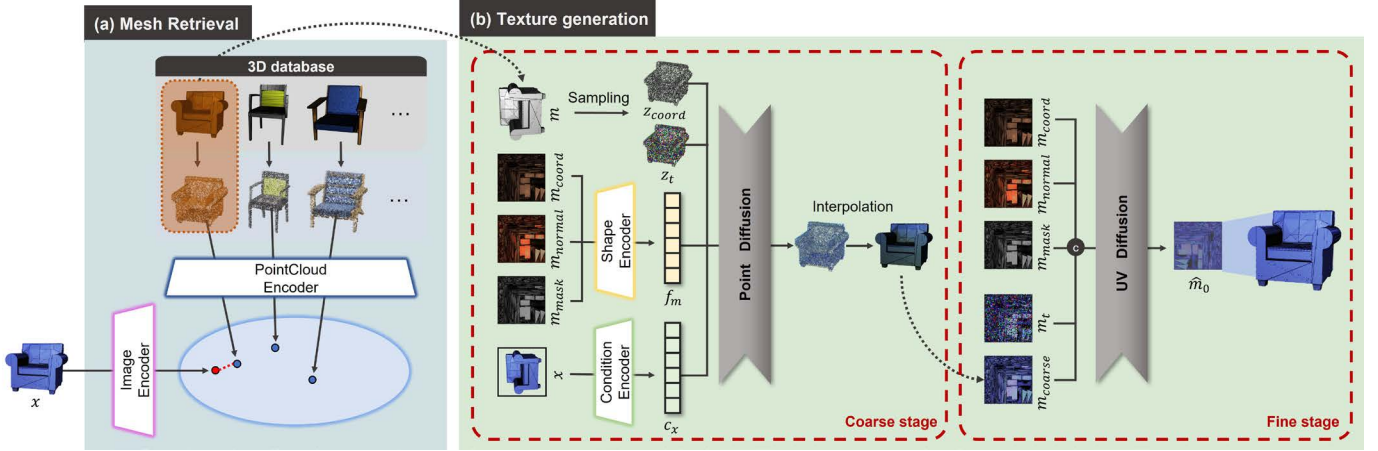 (a) Mesh Retrieval
3D database
...
...
PointCloud
Encoder
Image
Encoder
x
(b) Texture generation
m
Sampling
z_coord
z_t
m_coord
m_normal
m_mask
Shape
Encoder
f_m
x
Condition
Encoder
c_x
Point Diffusion
Interpolation
Coarse stage
m_coord
m_normal
m_mask
m_t
m_coarse
c
UV Diffusion
m̂_0
Fine stage